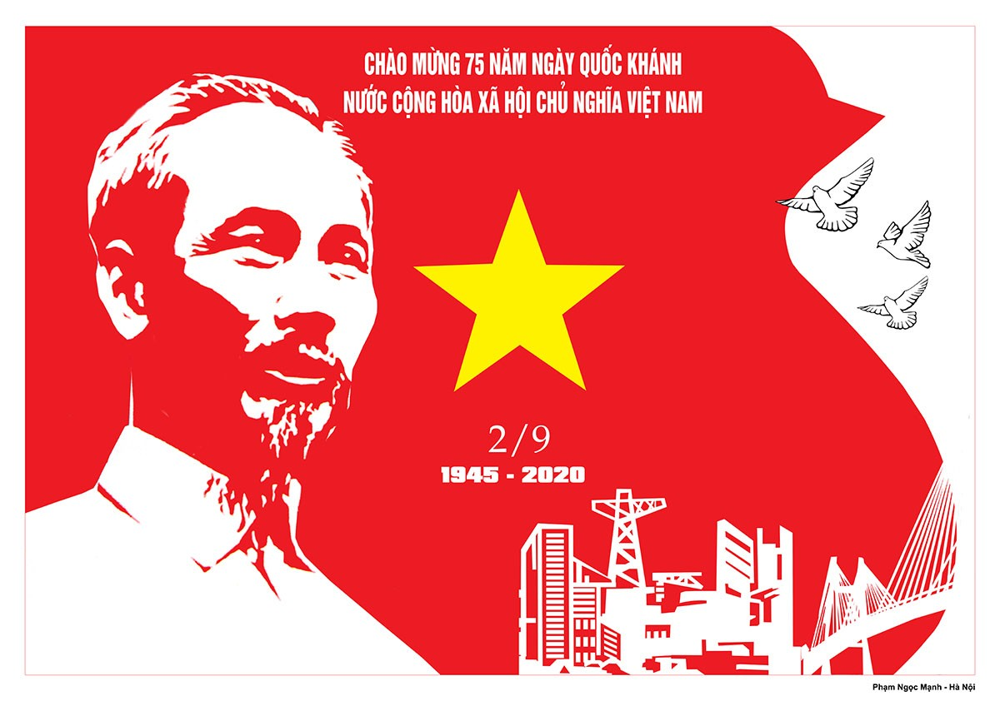 CHÀO MỪNG 75 NĂM NGÀY QUỐC KHÁNH
NƯỚC CỘNG HÒA XÃ HỘI CHỦ NGHĨA VIỆT NAM
2/9
1945 - 2020
Phạm Ngọc Mạnh - Hà Nội